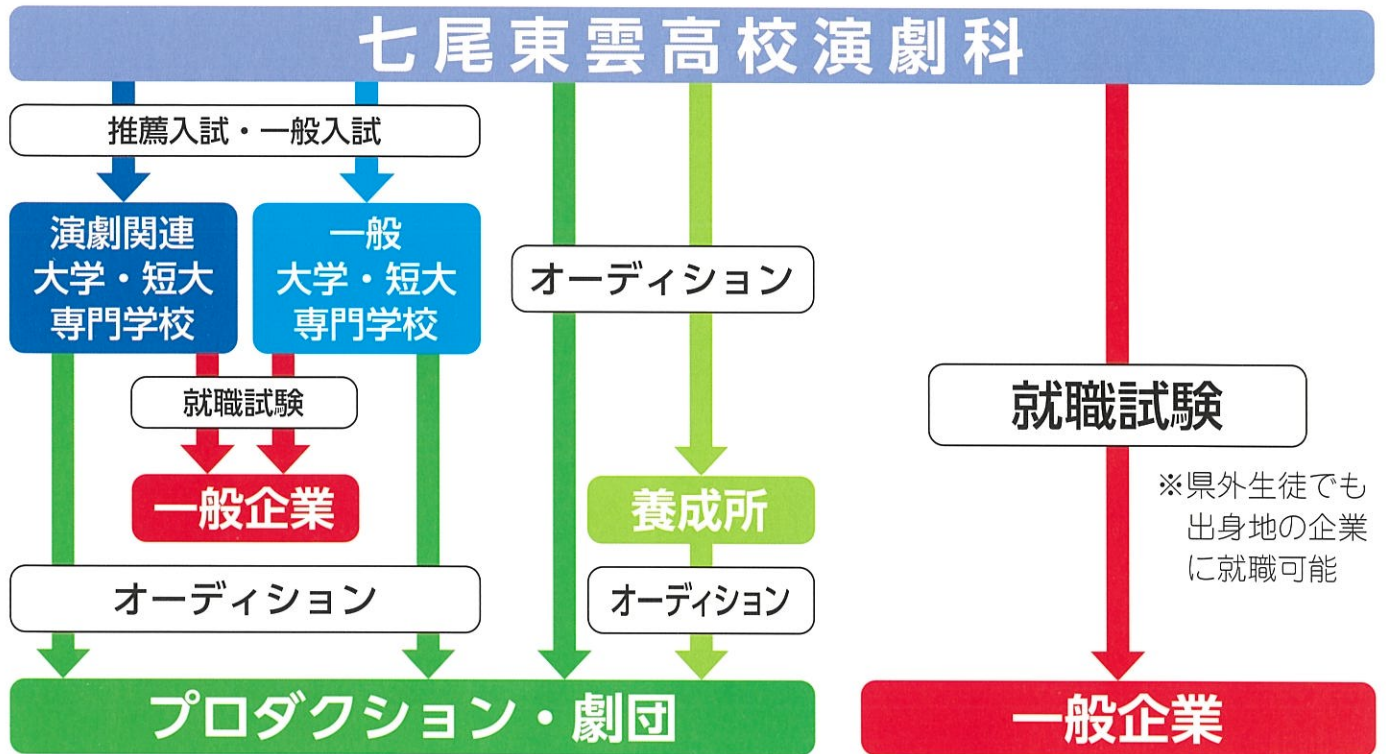 七尾東雲高校演劇科
推薦入試・一般入試
演劇関連
大学・短大
専門学校
一般
大学・短大
専門学校
オーディション
就職試験
就職試験
一般企業
養成所
※県外生徒でも
出身地の企業
に就職可能
オーディション
オーディション
プロダクション・劇団
一般企業